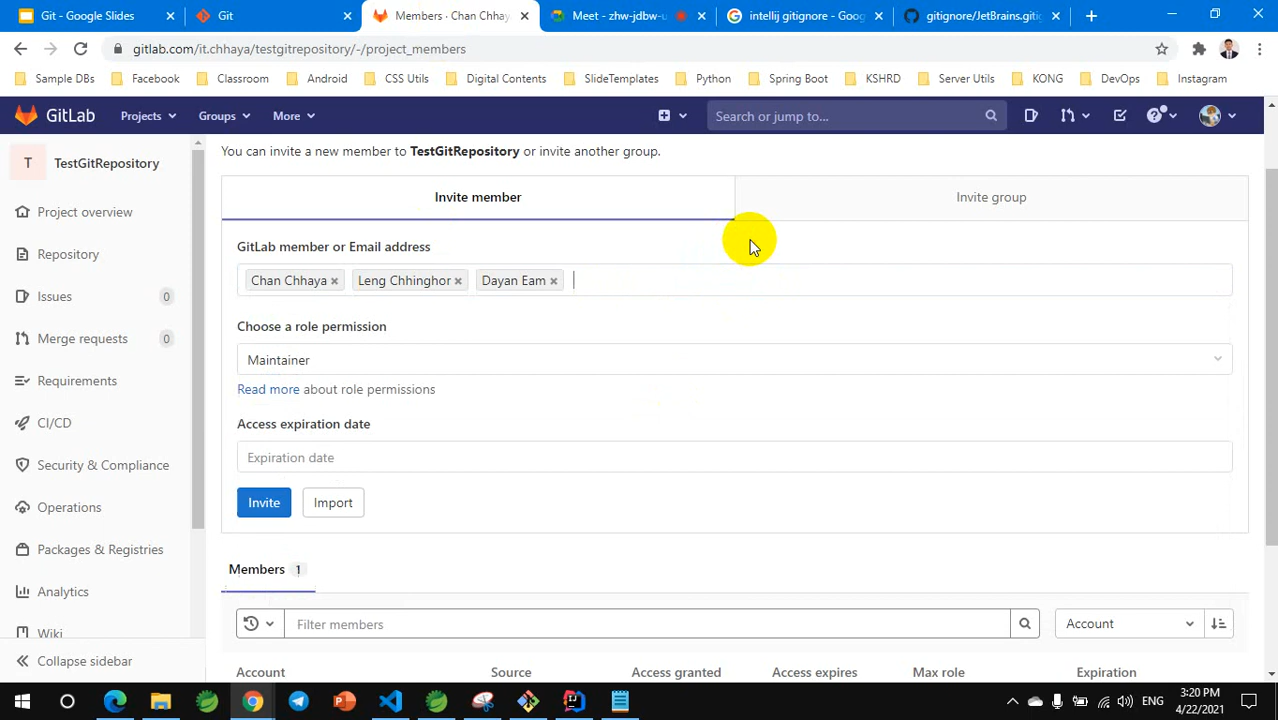 Git - Google Slides
Git
Members · Chan Chhay
Meet - zhw-jdbw-u
intellij gitignore - Goog
gitignore/JetBrains.giti
gitlab.com/it.chhaya/testgitrepository/-/project_members
Sample DBs
Facebook
Classroom
Android
CSS Utils
Digital Contents
SlideTemplates
Python
Spring Boot
KSHRD
Server Utils
KONG
DevOps
Instagram
GitLab
Projects
Groups
More
Search or jump to...
T
TestGitRepository
Project overview
Repository
Issues 0
Merge requests 0
Requirements
CI/CD
Security & Compliance
Operations
Packages & Registries
Analytics
Wiki
Collapse sidebar
You can invite a new member to TestGitRepository or invite another group.
Invite member
Invite group
GitLab member or Email address
Chan Chhaya × Leng Chhinghor × Dayan Eam ×
Choose a role permission
Maintainer
Read more about role permissions
Access expiration date
Expiration date
Invite
Import
Members 1
Filter members
Account
Account
Source
Access granted
Access expires
Max role
Expiration
ENG
3:20 PM
4/22/2021